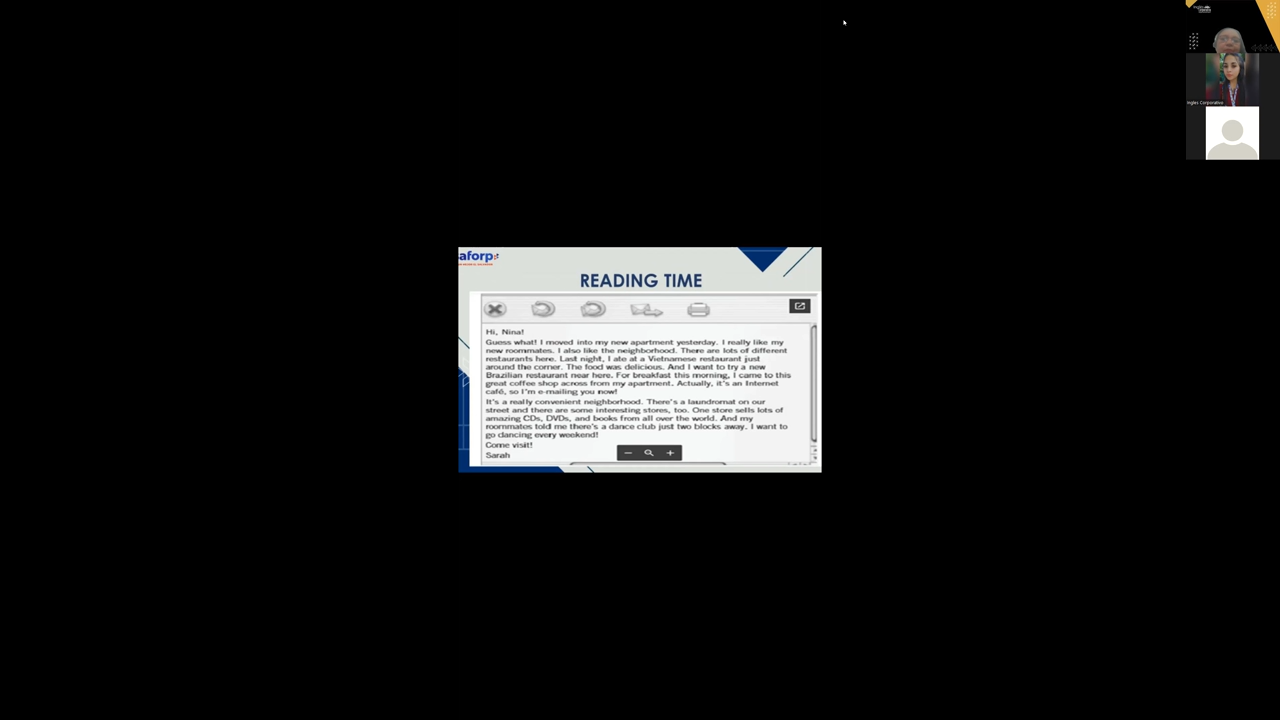 aforp
READING TIME
Hi, Nina!
Guess what! I moved into my new apartment yesterday. I really like my
new roommates. I also like the neighborhood. There are lots of different
restaurants here. Last night, I ate at a Vietnamese restaurant just
around the corner. The food was delicious. And I want to try a new
Brazilian restaurant near here. For breakfast this morning, I came to this
great coffee shop across from my apartment. Actually, it's an Internet
café, so I'm e-mailing you now!
It's a really convenient neighborhood. There's a laundromat on our
street and there are some interesting stores, too. One store sells lots of
amazing CDs, DVDs, and books from all over the world. And my
roommates told me there's a dance club just two blocks away. I want to
go dancing every weekend!
Come visit!
Sarah
Ingles Corporativo